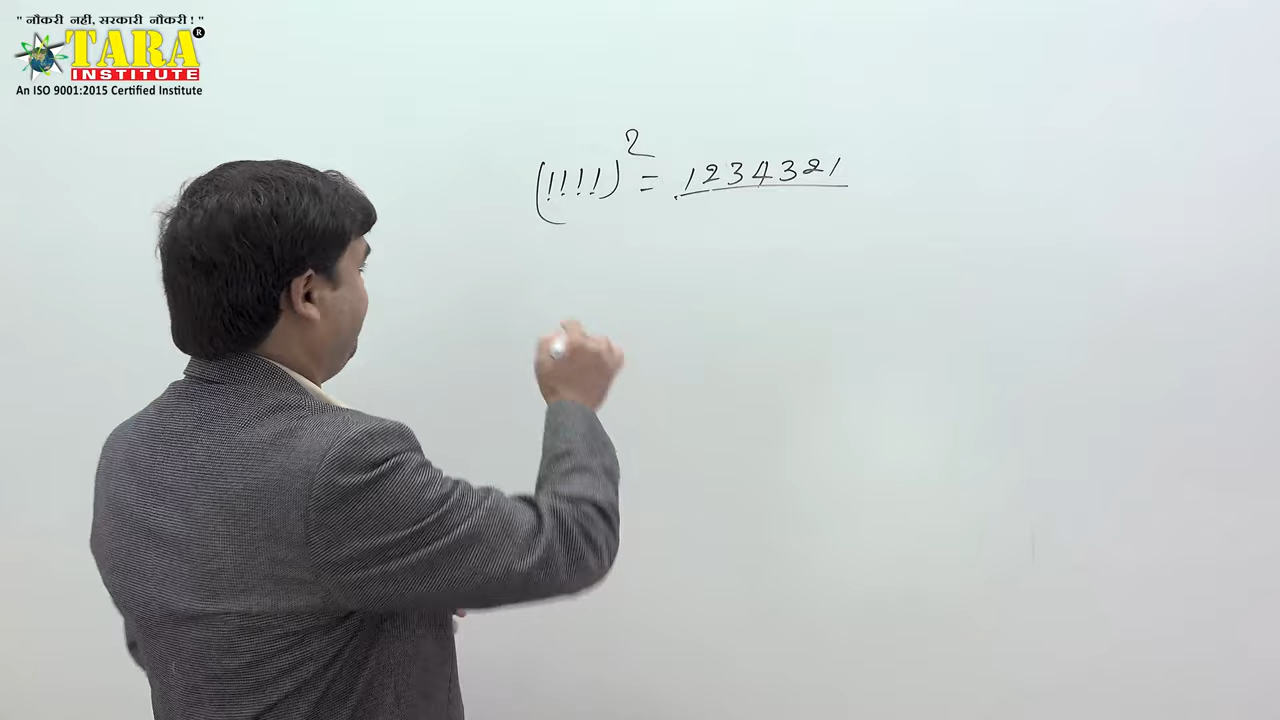 " नौकरी नहीं, सरकारी नौकरी ! "
TARA ®
INSTITUTE
An ISO 9001:2015 Certified Institute
(1111)² = 1234321